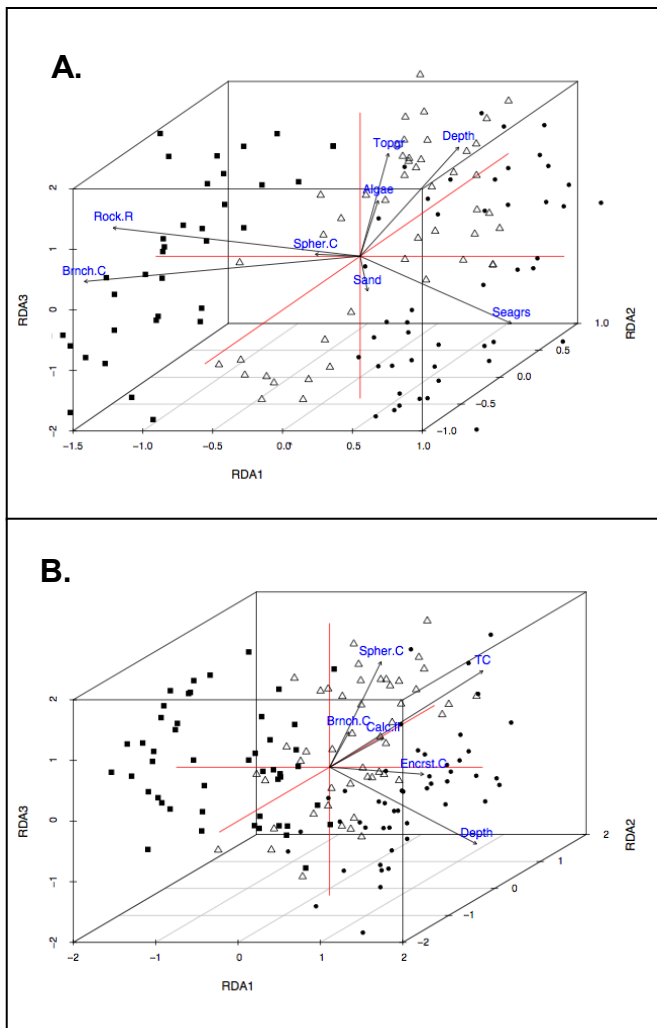 A.
Topgr
Depth
2
Algae
Rock.R
Spher.C
1
Brnch.C
Sand
RDA3
0
Seagrs
1.0
RDA2
0.5
-1
0.0
-0.5
-2
-1.0
-1.5 -1.0 -0.5 0.0 0.5 1.0
RDA1
B.
Spher.C
TC
2
Brnch.C
Calc.lf
1
Encrst.C
RDA3
0
Depth
2
RDA2
1
-1
0
-1
-2
-2
-2 -1 0 1 2
RDA1